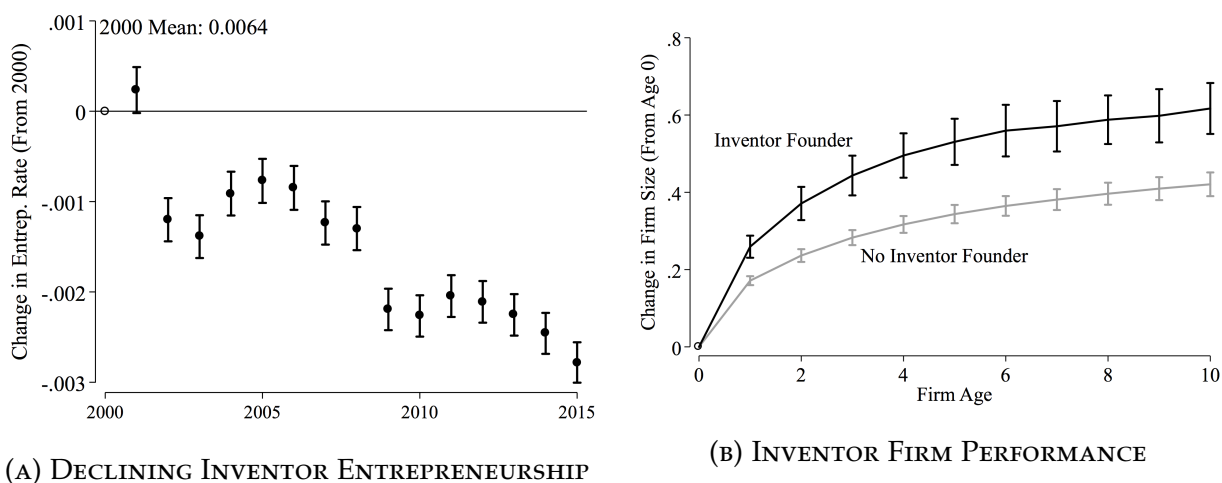 .001
2000 Mean: 0.0064
0
-.001
-.002
-.003
Change in Entrep. Rate (From 2000)
2000
2005
2010
2015
(A) Declining Inventor Entrepreneurship
.8
.6
.4
.2
0
Change in Firm Size (From Age 0)
Inventor Founder
No Inventor Founder
0
2
4
6
8
10
Firm Age
(B) Inventor Firm Performance